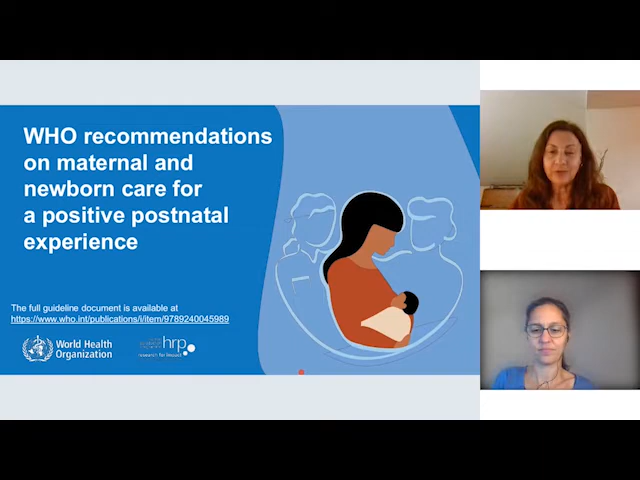 WHO recommendations
on maternal and
newborn care for
a positive postnatal
experience
The full guideline document is available at
https://www.who.int/publications/i/item/9789240045989
World Health
Organization
hrp
research for impact